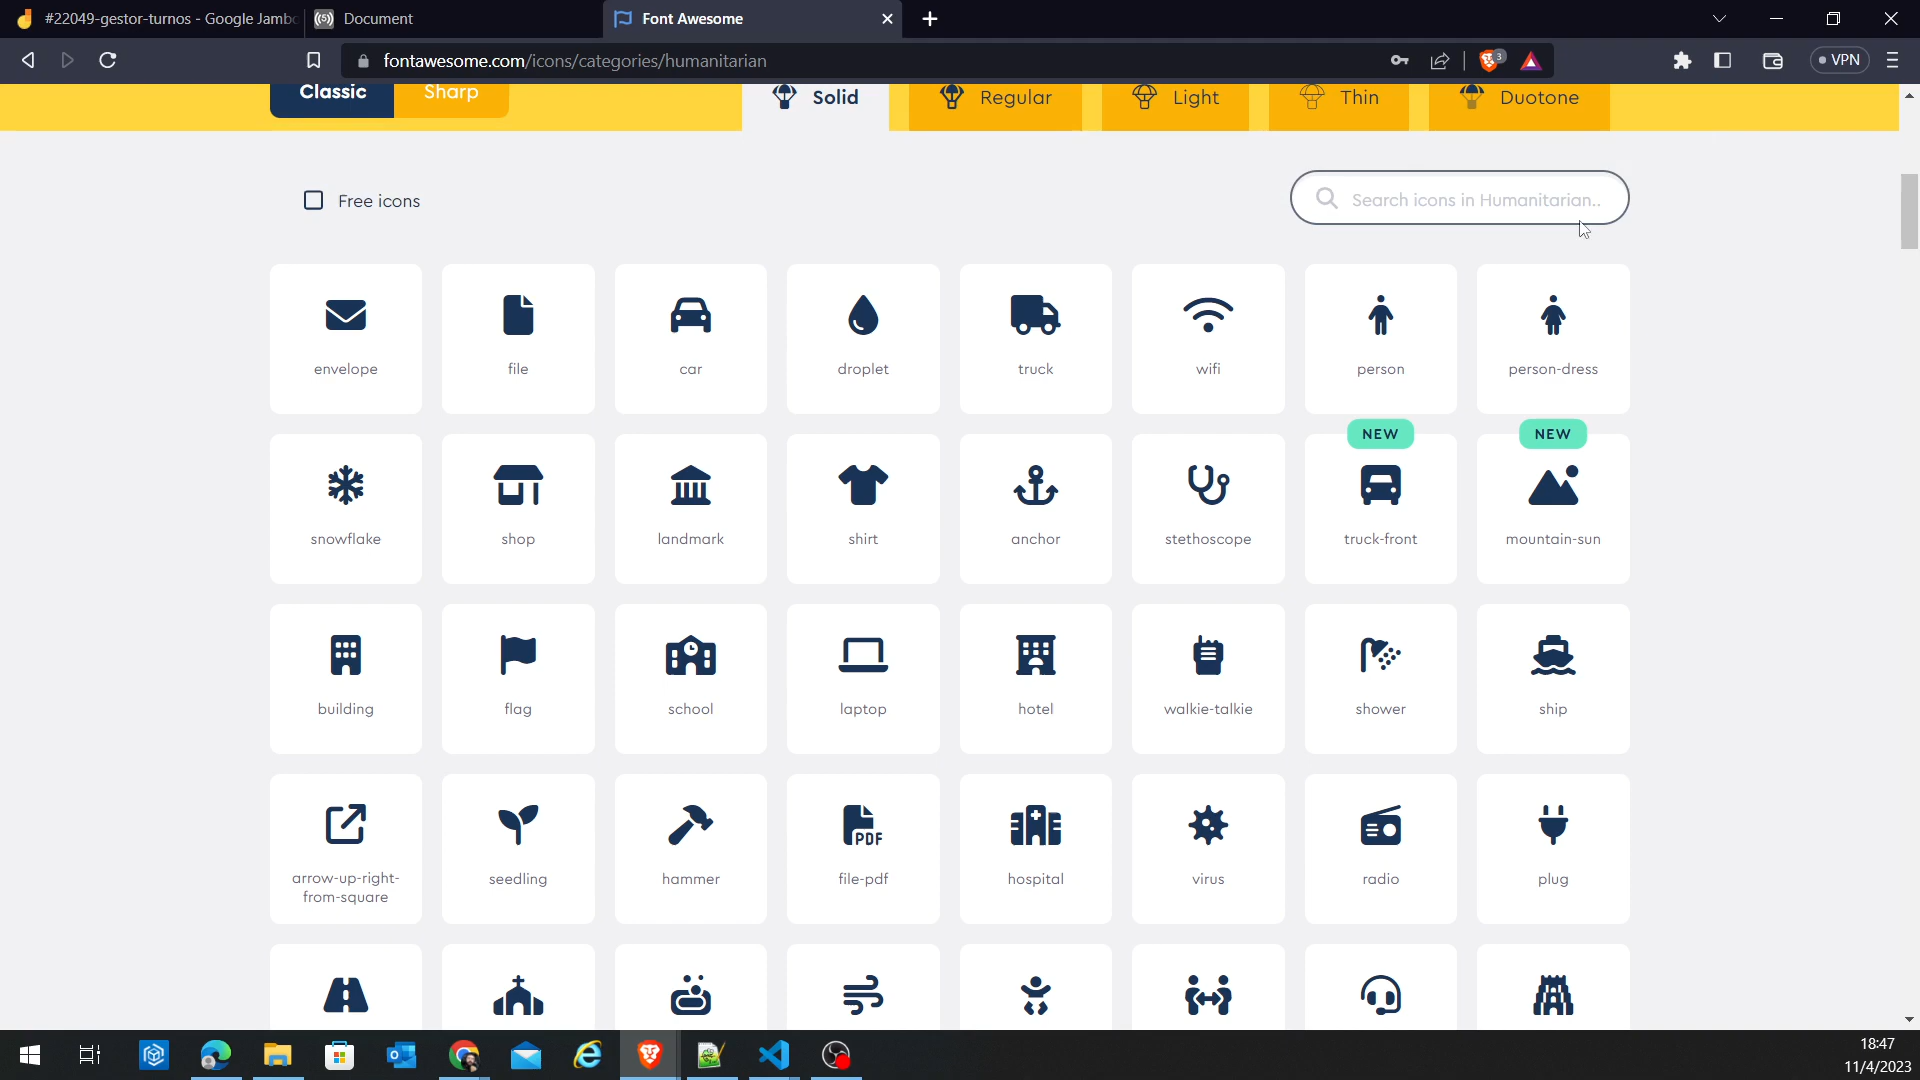 #22049-gestor-turnos - Google Jambo
Document
Font Awesome
fontawesome.com/icons/categories/humanitarian
3
VPN
Classic
Sharp
Solid
Regular
Light
Thin
Duotone
Free icons
Search icons in Humanitarian..
envelope
file
car
droplet
truck
wifi
person
person-dress
NEW
NEW
snowflake
shop
landmark
shirt
anchor
stethoscope
truck-front
mountain-sun
building
flag
school
laptop
hotel
walkie-talkie
shower
ship
PDF
arrow-up-right-
from-square
seedling
hammer
file-pdf
hospital
virus
radio
plug
18:47
11/4/2023